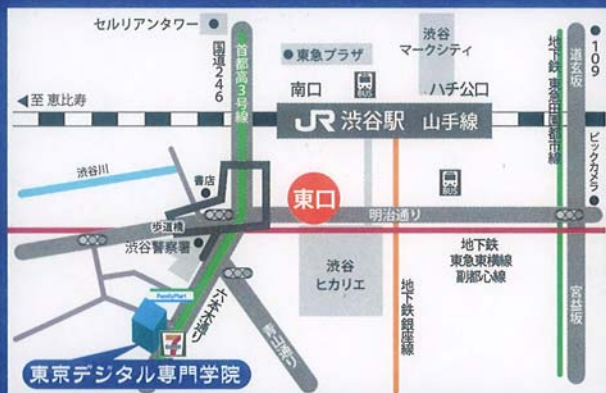 セルリアンタワー
国道246
首都高3号線
東急プラザ
渋谷
マークシティ
地下鉄 東急田園都市線
道玄坂
109
南口
BUS
ハチ公口
至 恵比寿
JR 渋谷駅 山手線
ビックカメラ
渋谷川
書店
東口
BUS
明治通り
歩道橋
渋谷警察署
渋谷
ヒカリエ
地下鉄銀座線
地下鉄
東急東横線
副都心線
宮益坂
FamilyMart
六本木通り
青山通り
7
東京デジタル専門学院